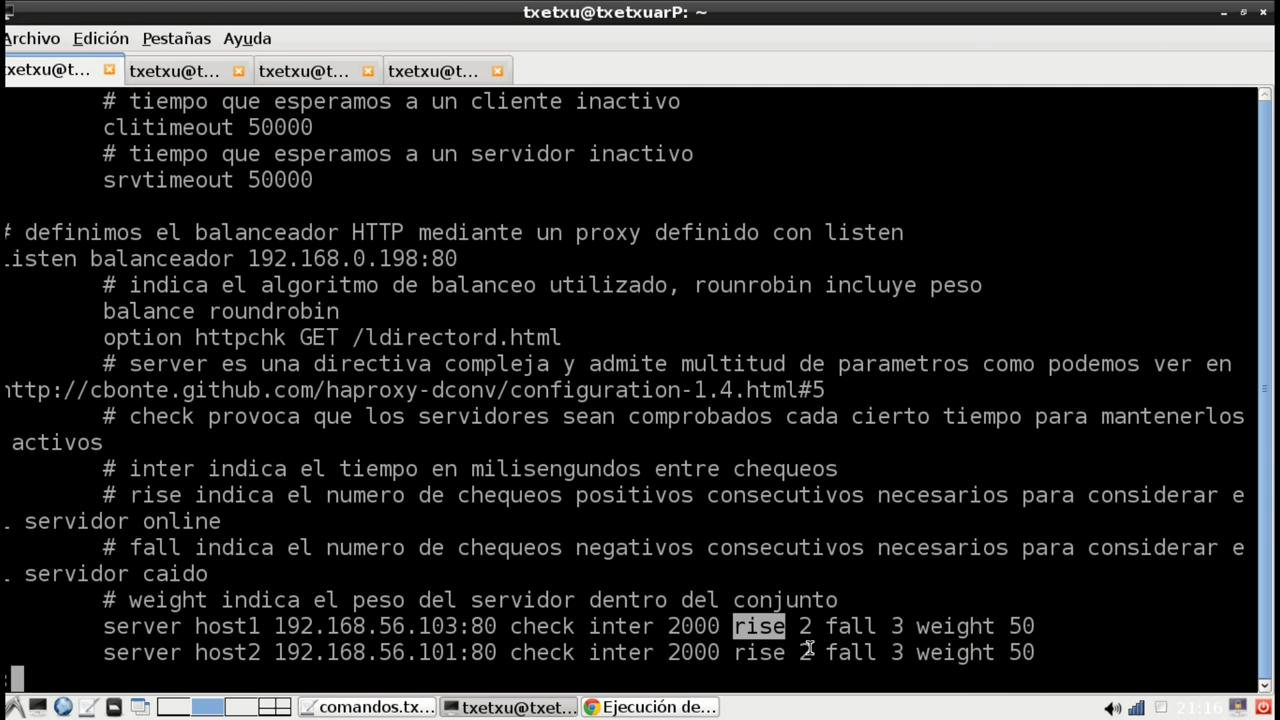 txetxu@txetxuarP: ~
Archivo Edición Pestañas Ayuda
txetxu@t... txetxu@t... txetxu@t... txetxu@t...
# tiempo que esperamos a un cliente inactivo
clitimeout 50000
# tiempo que esperamos a un servidor inactivo
srvtimeout 50000
# definimos el balanceador HTTP mediante un proxy definido con listen
listen balanceador 192.168.0.198:80
# indica el algoritmo de balanceo utilizado, rounrobin incluye peso
balance roundrobin
option httpchk GET /ldirectord.html
# server es una directiva compleja y admite multitud de parametros como podemos ver en
http://cbonte.github.com/haproxy-dconv/configuration-1.4.html#5
# check provoca que los servidores sean comprobados cada cierto tiempo para mantenerlos
activos
# inter indica el tiempo en milisengundos entre chequeos
# rise indica el numero de chequeos positivos consecutivos necesarios para considerar e
l servidor online
# fall indica el numero de chequeos negativos consecutivos necesarios para considerar e
l servidor caido
# weight indica el peso del servidor dentro del conjunto
server host1 192.168.56.103:80 check inter 2000 rise 2 fall 3 weight 50
server host2 192.168.56.101:80 check inter 2000 rise 2 fall 3 weight 50
:
comandos.tx... txetxu@txet... Ejecución de... 21:16